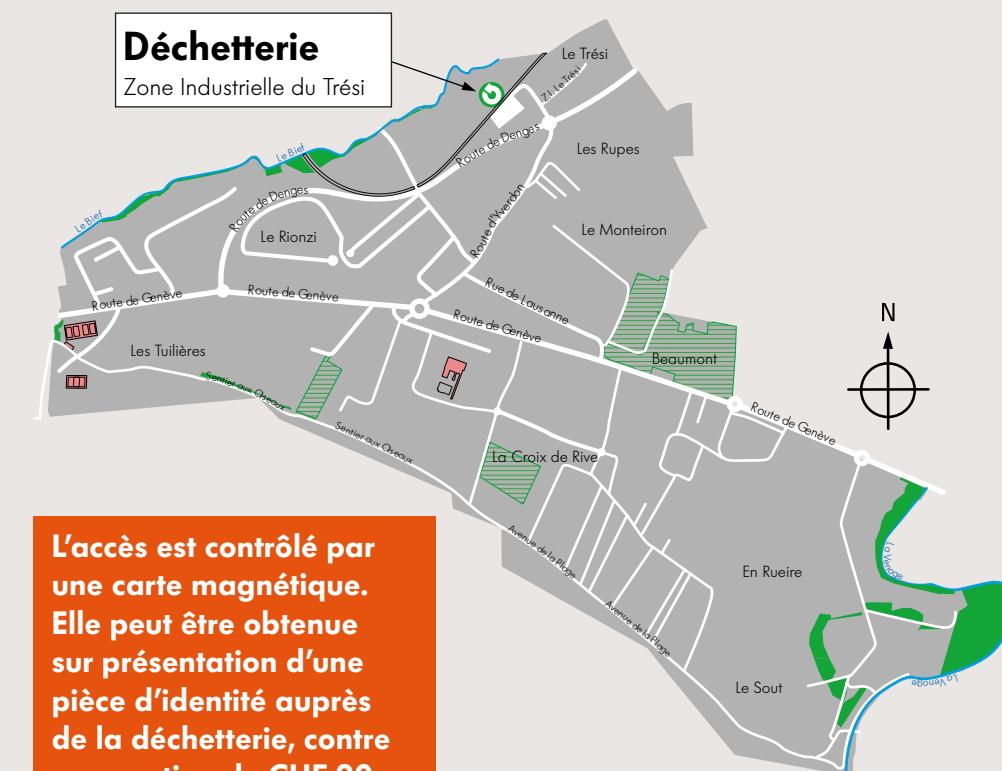 Déchetterie
Zone Industrielle du Trési
Le Trési
Z.I. Le Trési
Route de Denges
Les Rupes
Le Bief
Route de Denges
Route d'Yverdon
Le Bief
Le Rionzi
Le Monteiron
Route de Genève
Route de Genève
Rue de Lausanne
Route de Genève
N
Les Tuilières
Beaumont
Sentier aux Oiseaux
Route de Genève
Sentier aux Oiseaux
La Croix de Rive
Avenue de la Plage
La Venoge
En Rueire
Avenue de la Plage
Le Sout
La Venoge
L'accès est contrôlé par
une carte magnétique.
Elle peut être obtenue
sur présentation d'une
pièce d'identité auprès
de la déchetterie, contre